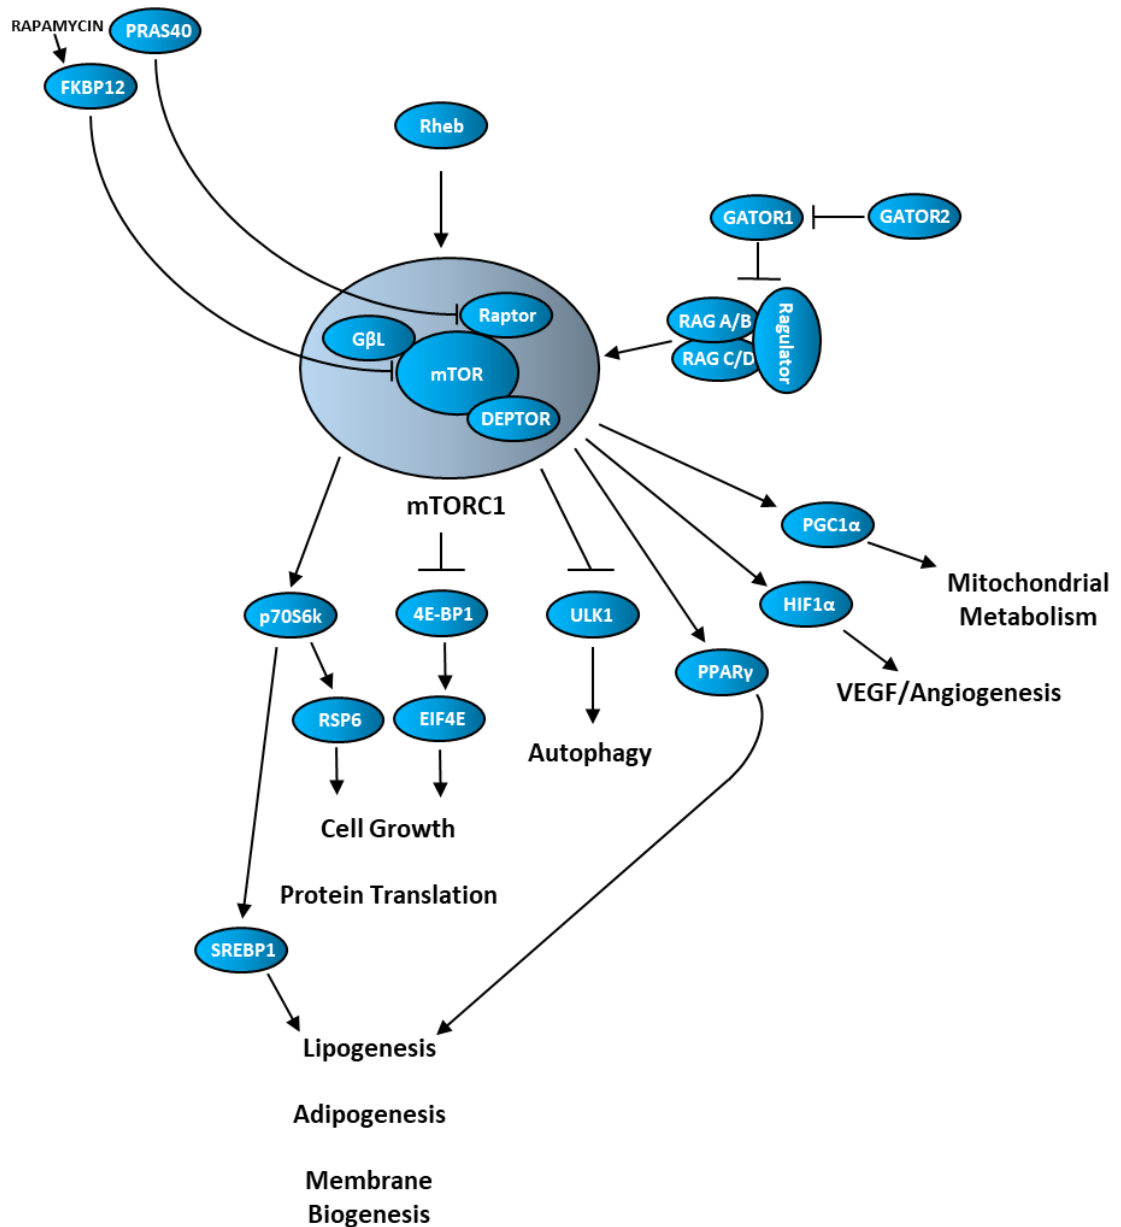 RAPAMYCIN
PRAS40
FKBP12
Rheb
GATOR1
GATOR2
RAG A/B
RAG C/D
Ragulator
Raptor
GβL
mTOR
DEPTOR
mTORC1
PGC1α
Mitochondrial
Metabolism
HIF1α
VEGF/Angiogenesis
p70S6k
4E-BP1
ULK1
PPARγ
RSP6
EIF4E
Autophagy
Cell Growth
Protein Translation
SREBP1
Lipogenesis
Adipogenesis
Membrane
Biogenesis